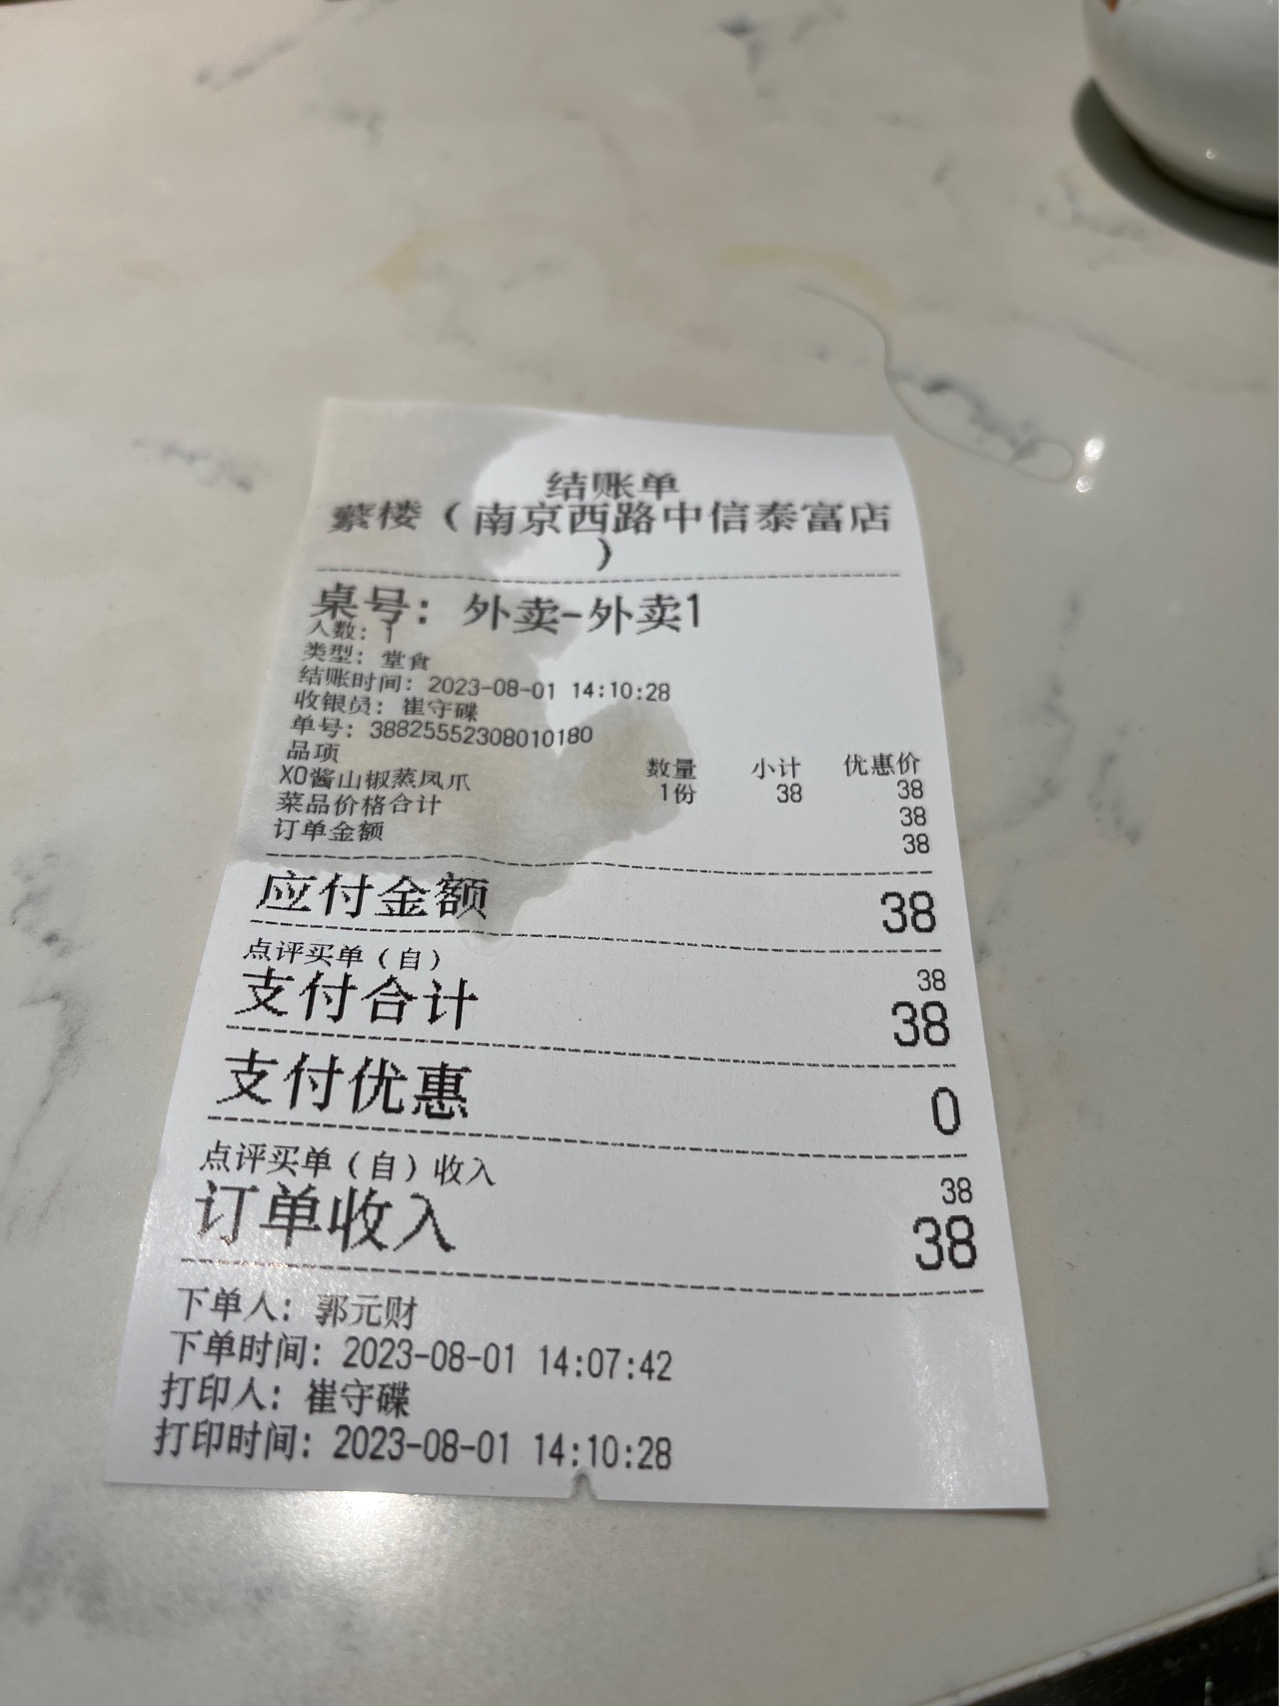 结账单
蘩楼（南京西路中信泰富店
）
桌号：外卖-外卖1
人数：1
类型：堂食
结账时间：2023-08-01 14:10:28
收银员：崔守碟
单号：388255552308010180
品项 数量 小计 优惠价
XO酱山椒蒸凤爪 1份 38 38
菜品价格合计 38
订单金额 38
应付金额 38
点评买单（自） 38
支付合计 38
支付优惠 0
点评买单（自）收入 38
订单收入 38
下单人：郭元财
下单时间：2023-08-01 14:07:42
打印人：崔守碟
打印时间：2023-08-01 14:10:28